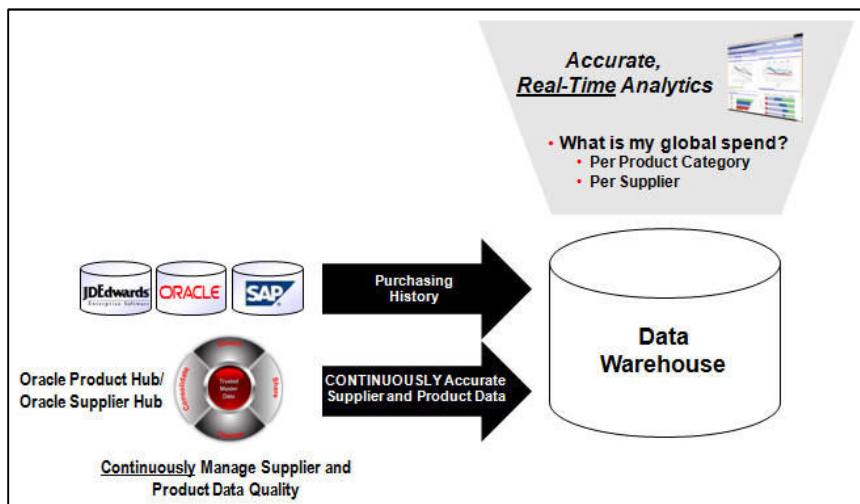 Accurate,
Real-Time Analytics
• What is my global spend?
• Per Product Category
• Per Supplier
JDEdwards
Enterprise Software
ORACLE
SAP
Purchasing
History
Data
Warehouse
Oracle Product Hub/
Oracle Supplier Hub
Consolidate
Trusted
Master
Data
Share
CONTINUOUSLY Accurate
Supplier and Product Data
Continuously Manage Supplier and
Product Data Quality